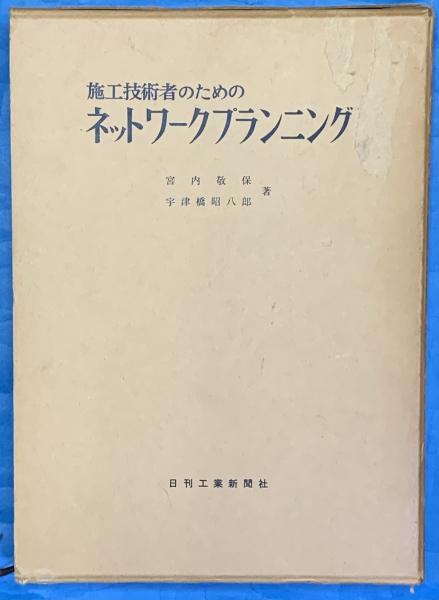 施工技術者のための
ネットワークプランニング
宮内敬保
宇津橋昭八郎 著
日刊工業新聞社